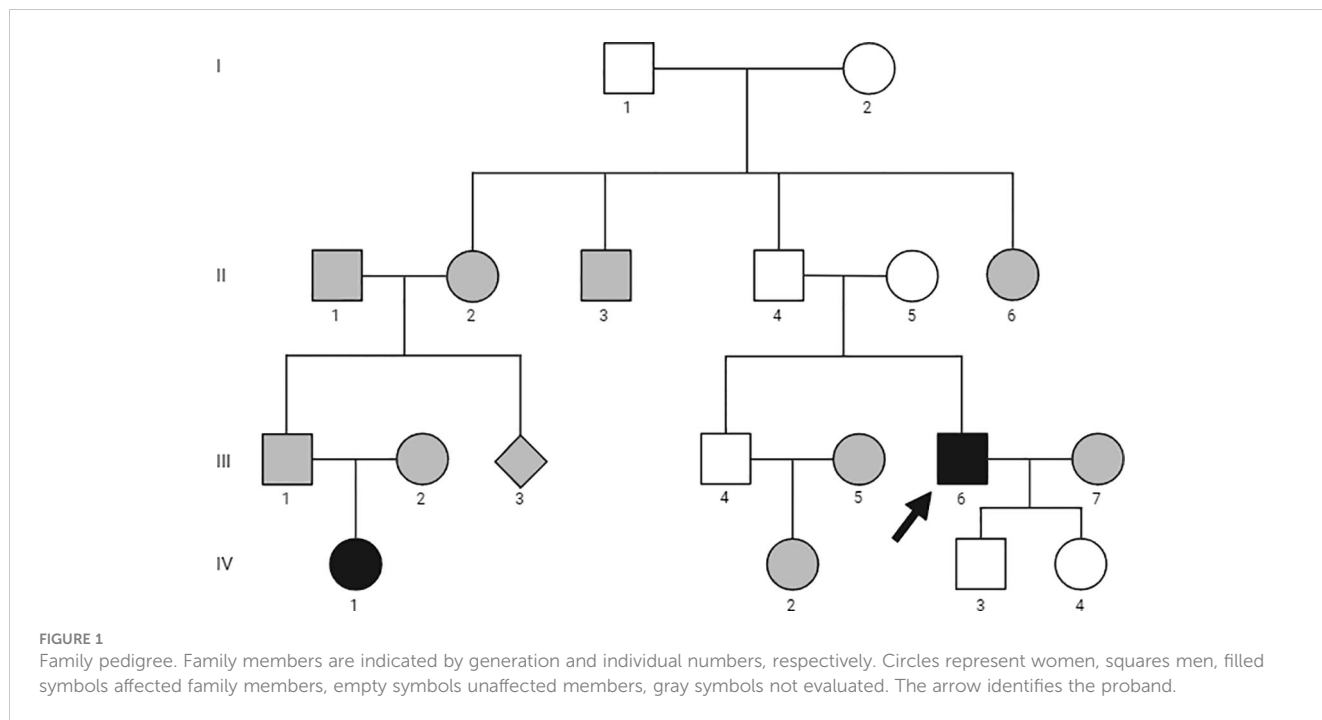 I
1
2
II
1
2
3
4
5
6
III
1
2
3
4
5
6
7
IV
1
2
3
4
FIGURE 1
Family pedigree. Family members are indicated by generation and individual numbers, respectively. Circles represent women, squares men, filled
symbols affected family members, empty symbols unaffected members, gray symbols not evaluated. The arrow identifies the proband.